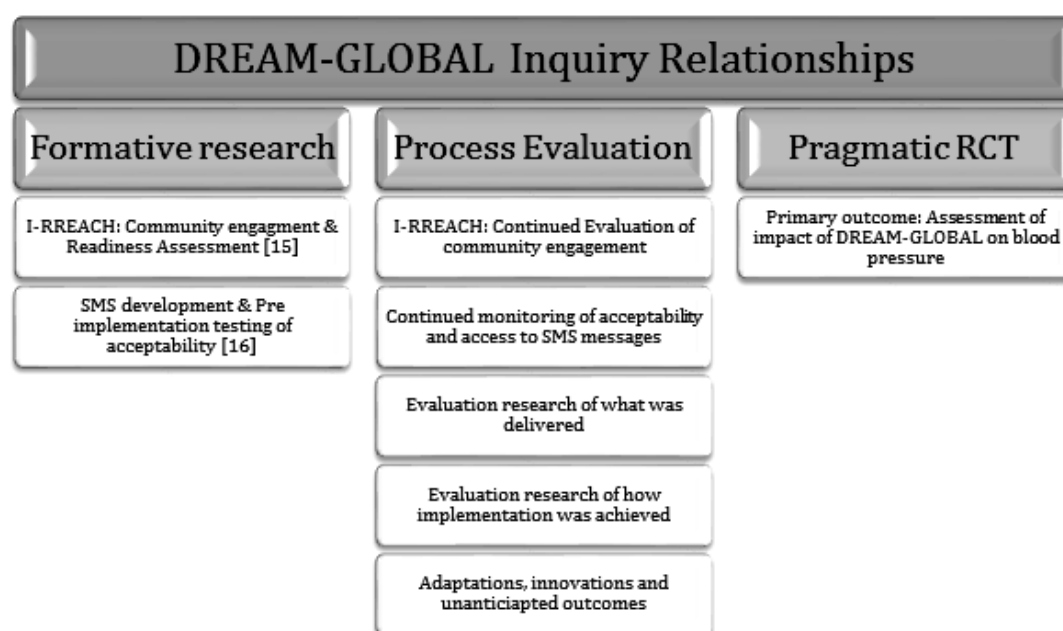 DREAM-GLOBAL Inquiry Relationships
Formative research
I-RREACH: Community engagment &
Readiness Assessment [15]
SMS development & Pre
implementation testing of
acceptability [16]
Process Evaluation
I-RREACH: Continued Evaluation of
community engagement
Continued monitoring of acceptability
and access to SMS messages
Evaluation research of what was
delivered
Evaluation research of how
implementation was achieved
Adaptations, innovations and
unanticiapted outcomes
Pragmatic RCT
Primary outcome: Assessment of
impact of DREAM-GLOBAL on blood
pressure